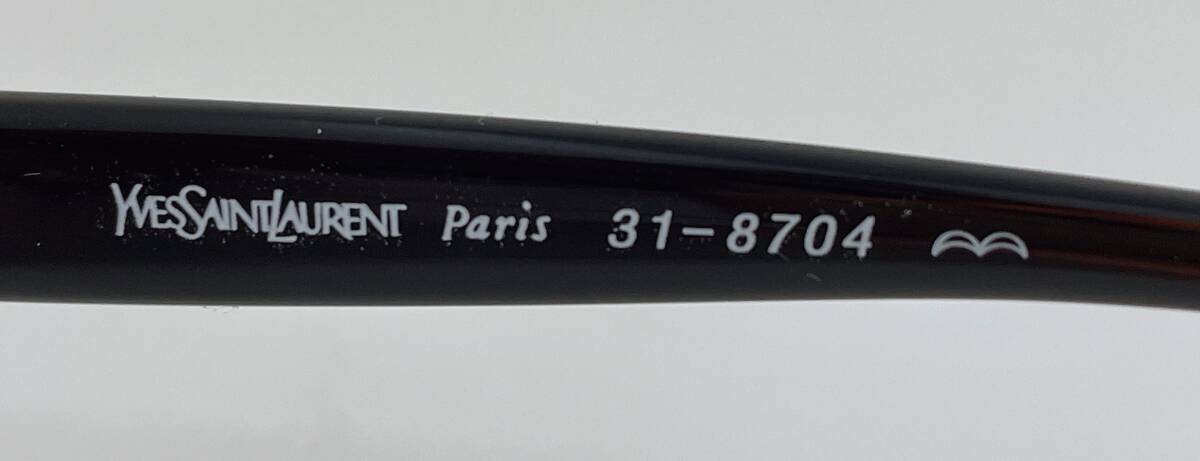 YVESSAINTLAURENT Paris 31-8704